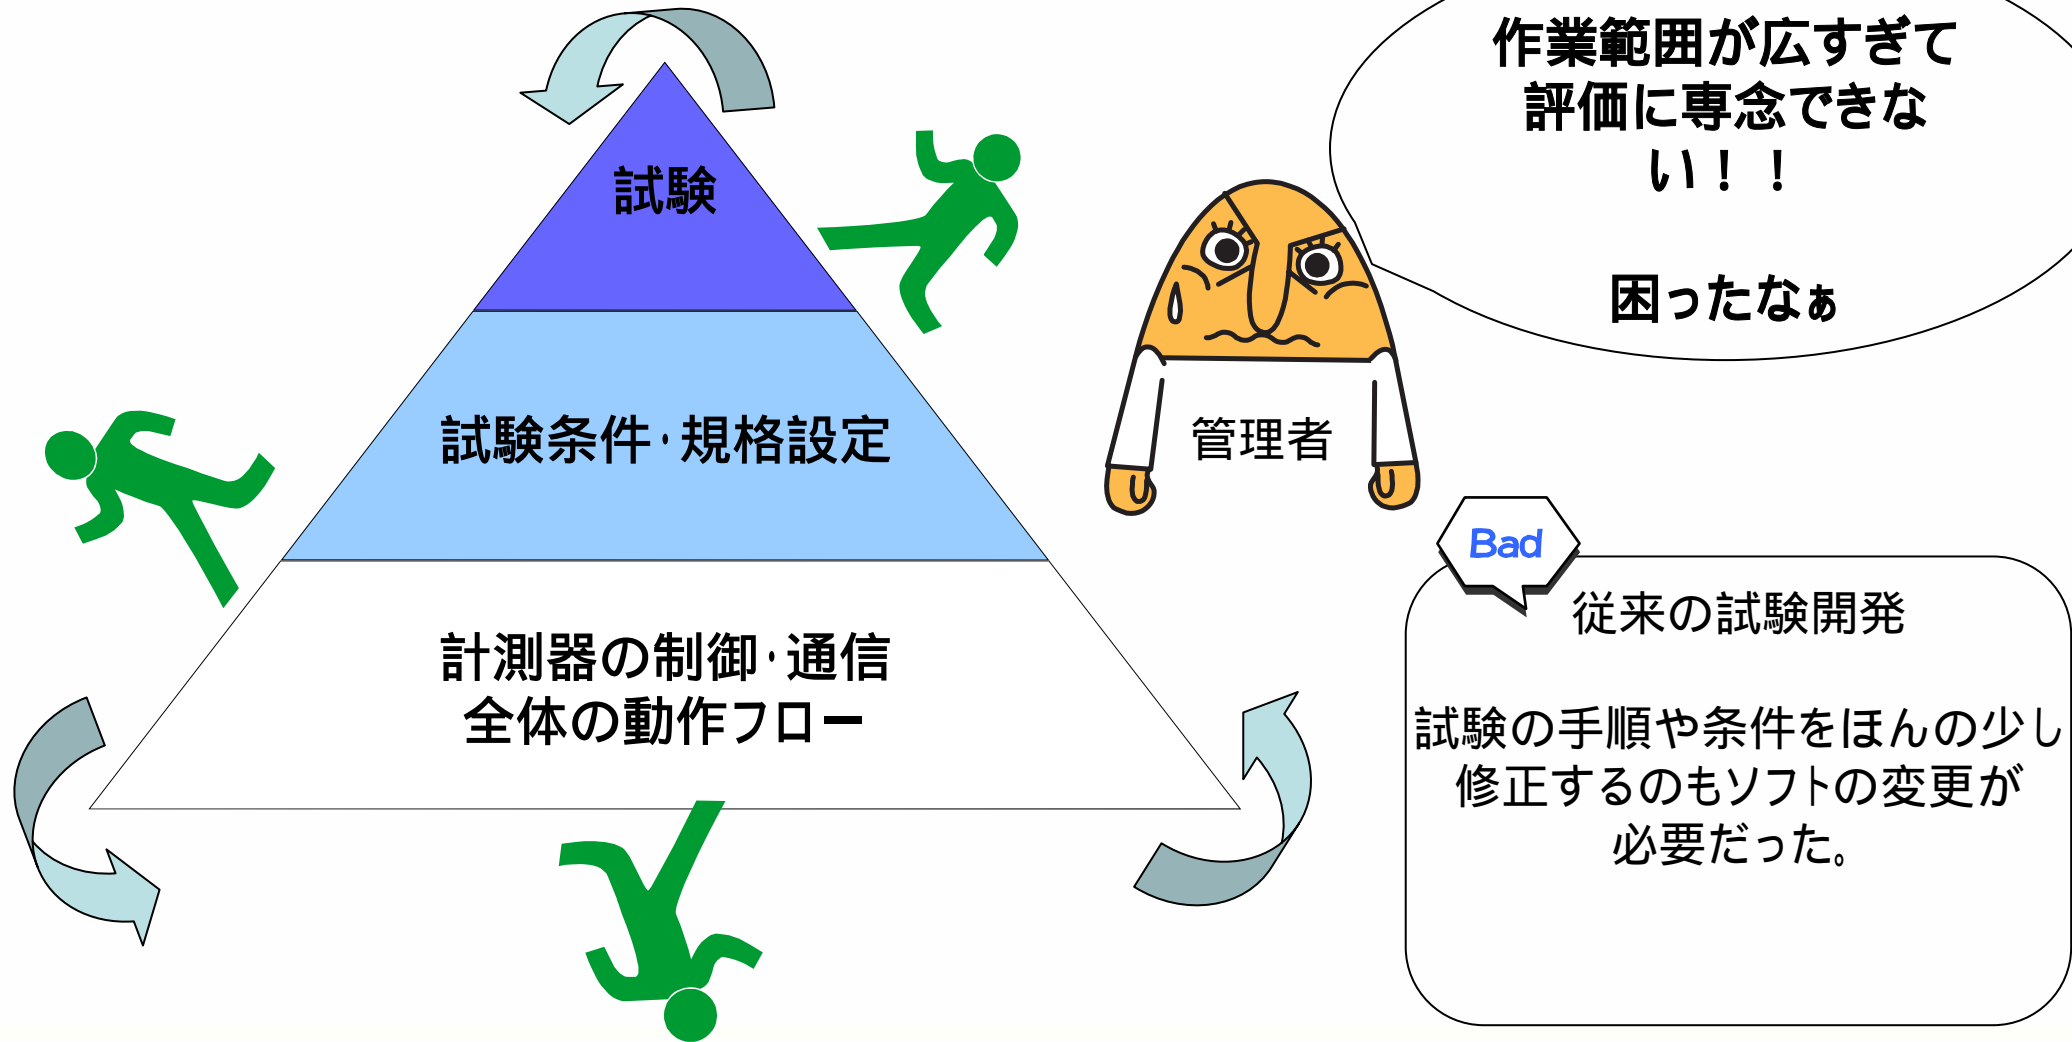 作業範囲が広すぎて
評価に専念できな
い！！
困ったなぁ
試験
試験条件・規格設定
管理者
計測器の制御・通信
全体の動作フロー
Bad
従来の試験開発
試験の手順や条件をほんの少し
修正するのもソフトの変更が
必要だった。